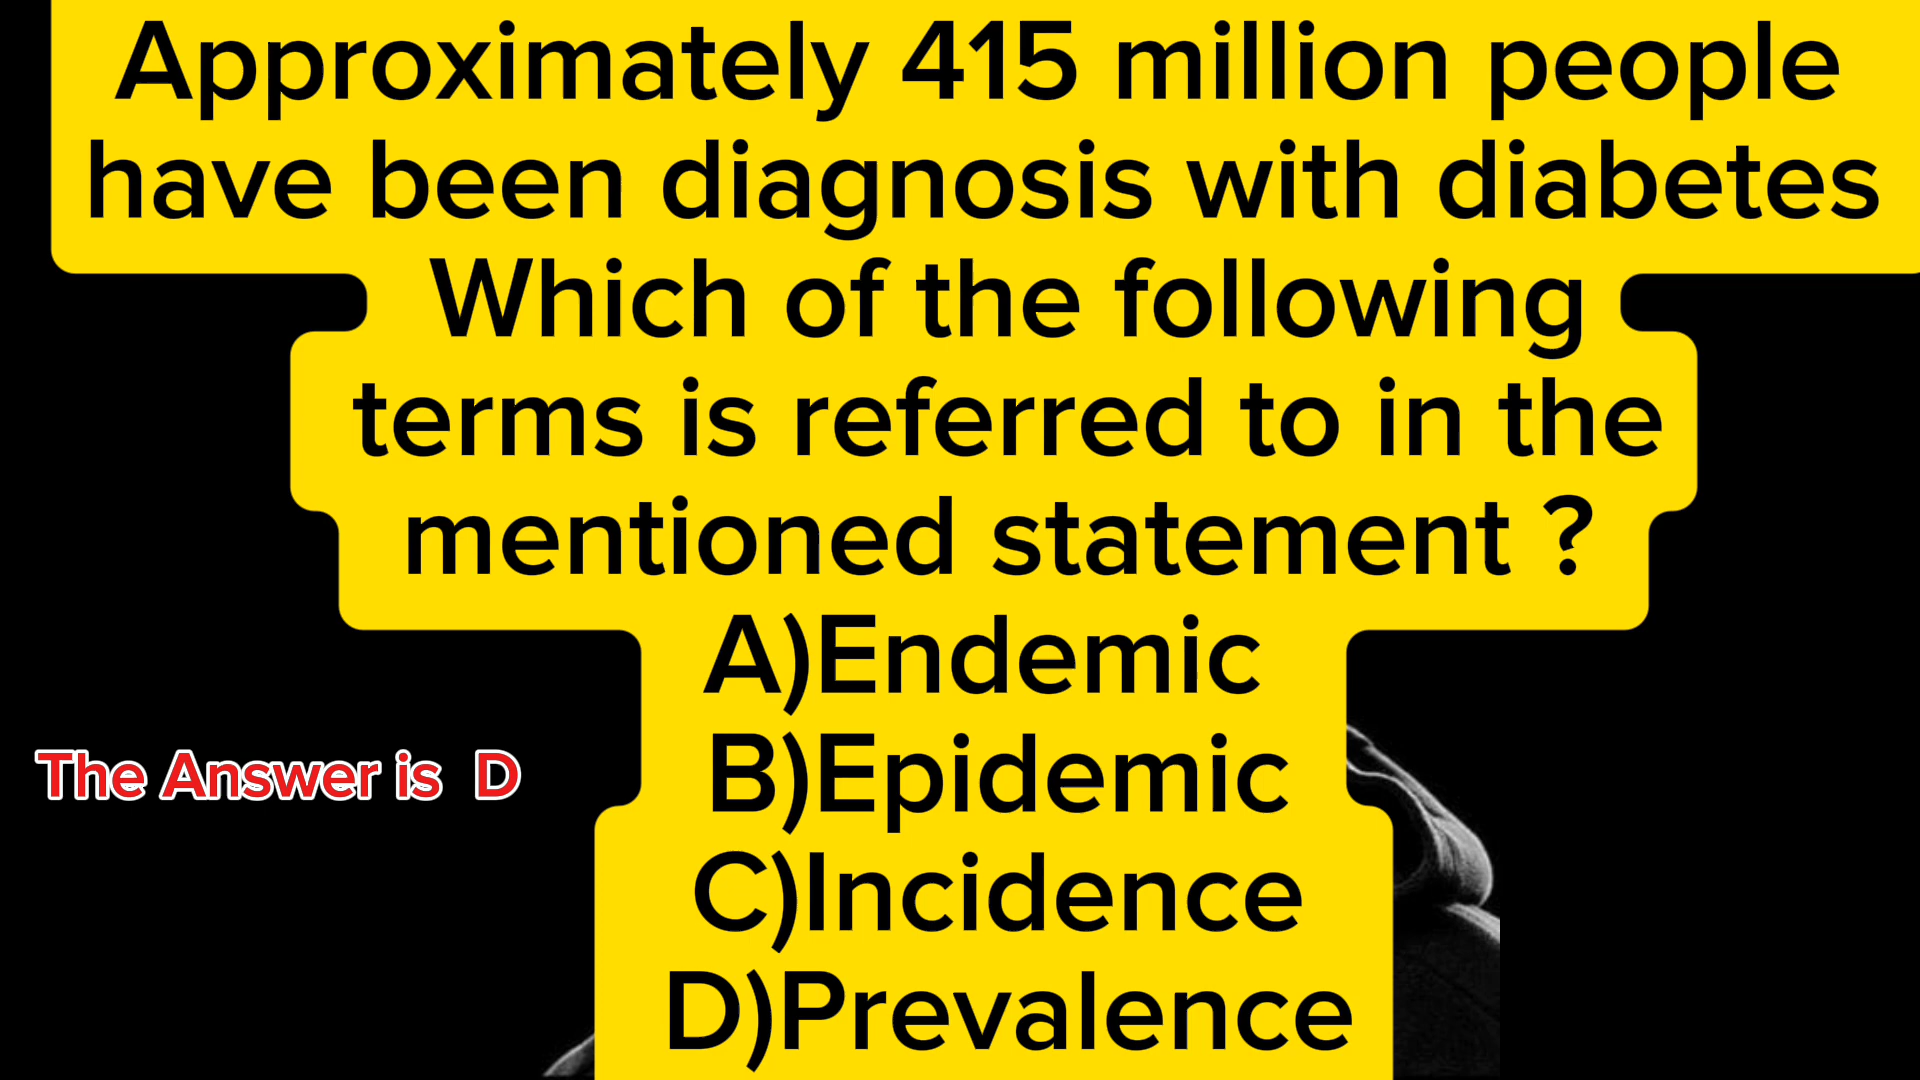 Approximately 415 million people
have been diagnosis with diabetes
Which of the following
terms is referred to in the
mentioned statement ?
A)Endemic
B)Epidemic
The Answer is D
C)Incidence
D)Prevalence